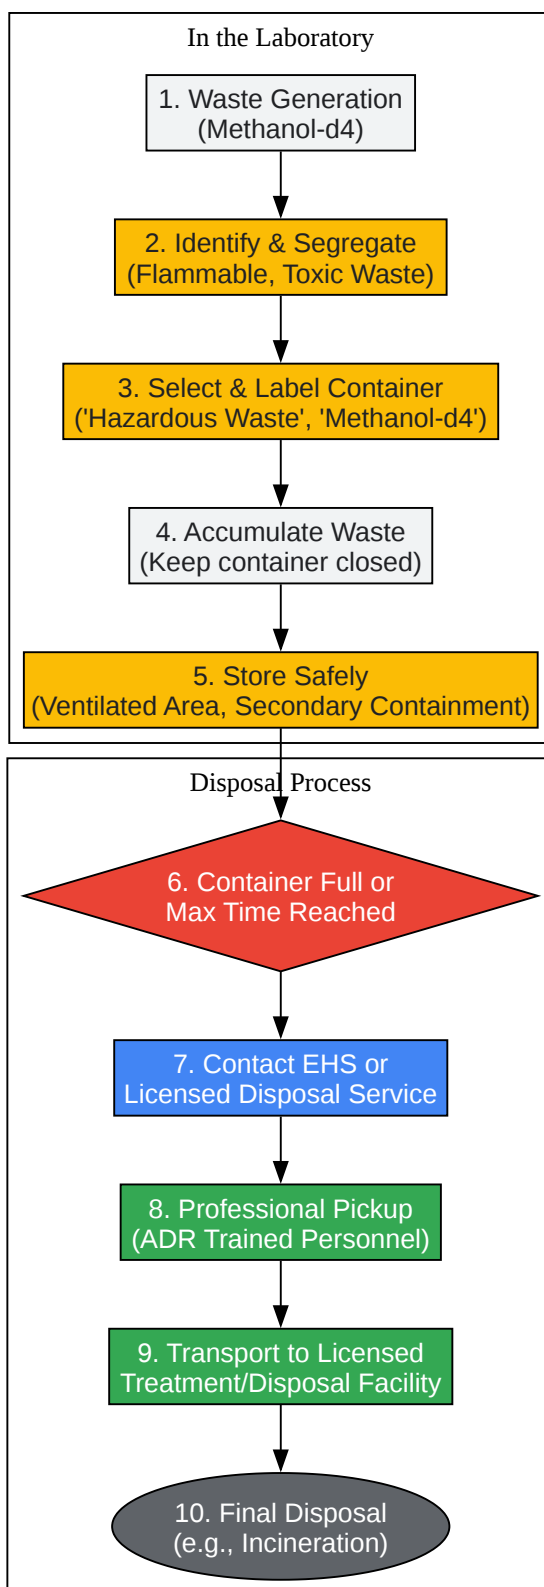 In the Laboratory
1. Waste Generation
(Methanol-d4)
2. Identify & Segregate
(Flammable, Toxic Waste)
3. Select & Label Container
('Hazardous Waste', 'Methanol-d4')
4. Accumulate Waste
(Keep container closed)
5. Store Safely
(Ventilated Area, Secondary Containment)
Disposal Process
6. Container Full or
Max Time Reached
7. Contact EHS or
Licensed Disposal Service
8. Professional Pickup
(ADR Trained Personnel)
9. Transport to Licensed
Treatment/Disposal Facility
10. Final Disposal
(e.g., Incineration)